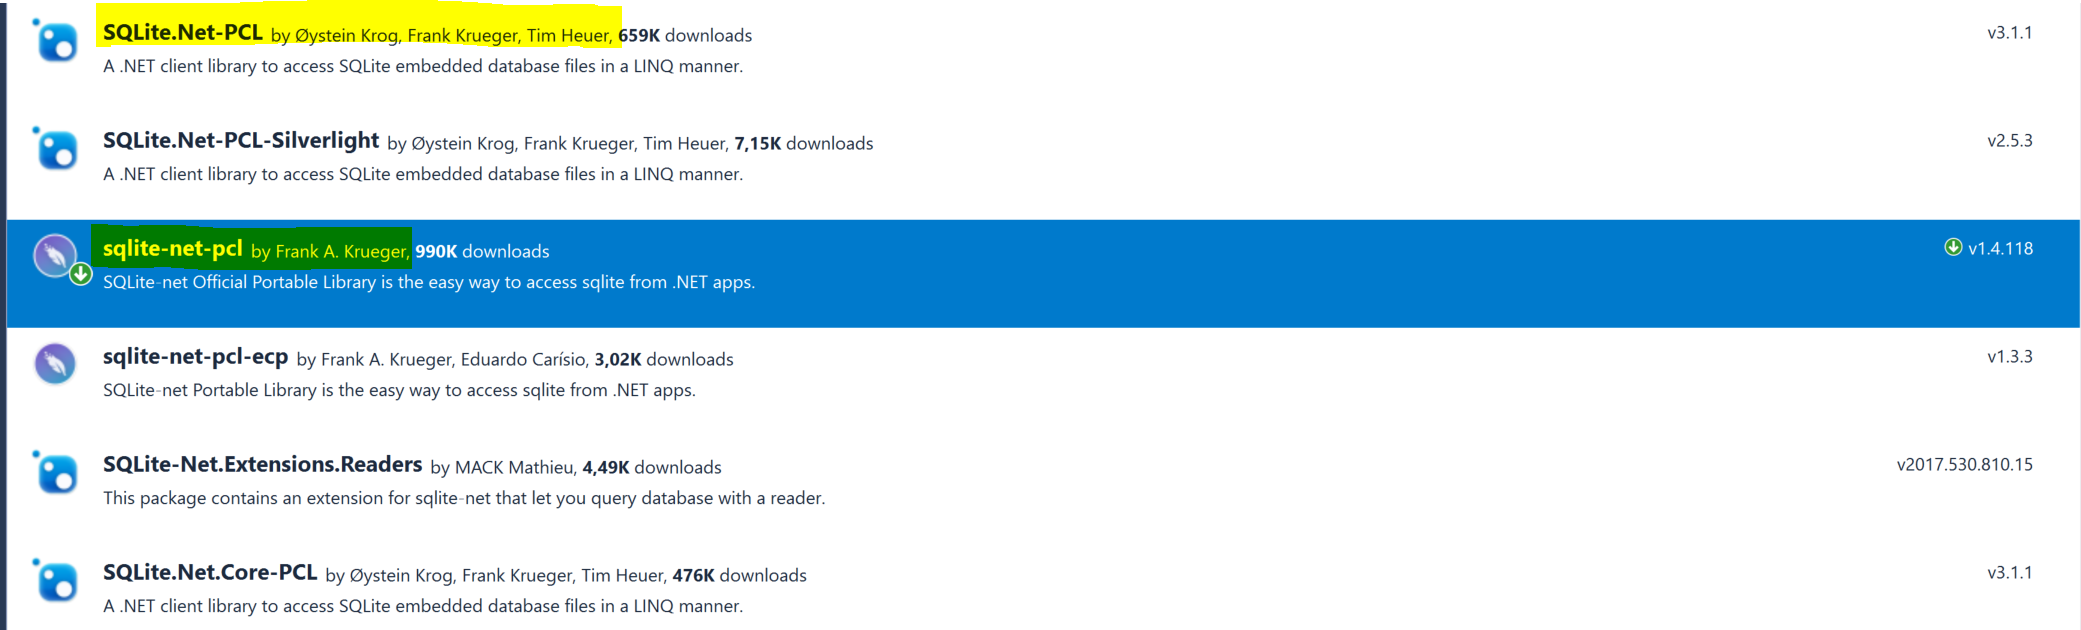 SQLite.Net-PCL by Øystein Krog, Frank Krueger, Tim Heuer, 659K downloads v3.1.1
A .NET client library to access SQLite embedded database files in a LINQ manner.
SQLite.Net-PCL-Silverlight by Øystein Krog, Frank Krueger, Tim Heuer, 7,15K downloads v2.5.3
A .NET client library to access SQLite embedded database files in a LINQ manner.
sqlite-net-pcl by Frank A. Krueger, 990K downloads v1.4.118
SQLite-net Official Portable Library is the easy way to access sqlite from .NET apps.
sqlite-net-pcl-ecp by Frank A. Krueger, Eduardo Carísio, 3,02K downloads v1.3.3
SQLite-net Portable Library is the easy way to access sqlite from .NET apps.
SQLite-Net.Extensions.Readers by MACK Mathieu, 4,49K downloads v2017.530.810.15
This package contains an extension for sqlite-net that let you query database with a reader.
SQLite.Net.Core-PCL by Øystein Krog, Frank Krueger, Tim Heuer, 476K downloads v3.1.1
A .NET client library to access SQLite embedded database files in a LINQ manner.